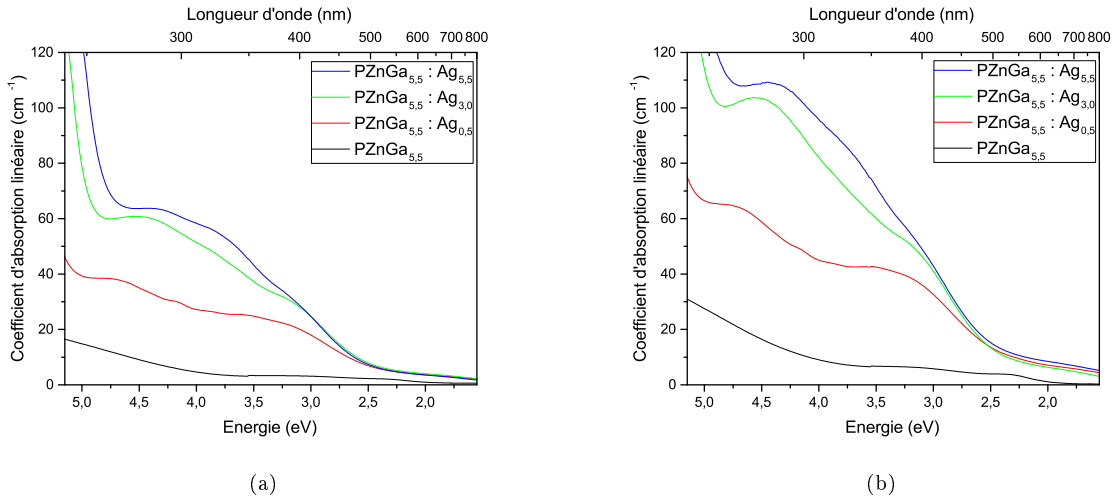 Longueur d'onde (nm)
300 400 500 600 700 800
120
100
80
60
40
20
0
Coefficient d'absorption linéaire (cm⁻¹)
PZnGa5,5 : Ag5,5
PZnGa5,5 : Ag3,0
PZnGa5,5 : Ag0,5
PZnGa5,5
5,0 4,5 4,0 3,5 3,0 2,5 2,0
Energie (eV)
(a)
Longueur d'onde (nm)
300 400 500 600 700 800
120
100
80
60
40
20
0
Coefficient d'absorption linéaire (cm⁻¹)
PZnGa5,5 : Ag5,5
PZnGa5,5 : Ag3,0
PZnGa5,5 : Ag0,5
PZnGa5,5
5,0 4,5 4,0 3,5 3,0 2,5 2,0
Energie (eV)
(b)